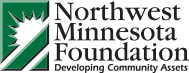 Northwest
Minnesota
Foundation
Developing Community Assets